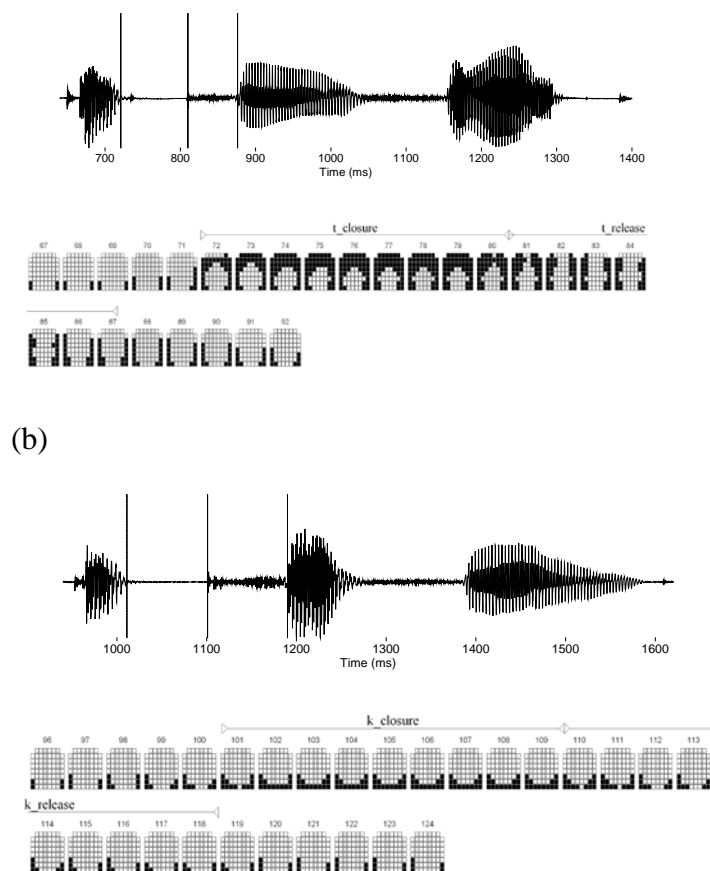 700 800 900 1000 1100 1200 1300 1400
Time (ms)
t_closure t_release
67 68 69 70 71 72 73 74 75 76 77 78 79 80 81 82 83 84
85 86 87 88 89 90 91 92
(b)
1000 1100 1200 1300 1400 1500 1600
Time (ms)
k_closure
96 97 98 99 100 101 102 103 104 105 106 107 108 109 110 111 112 113
k_release
114 115 116 117 118 119 120 121 122 123 124